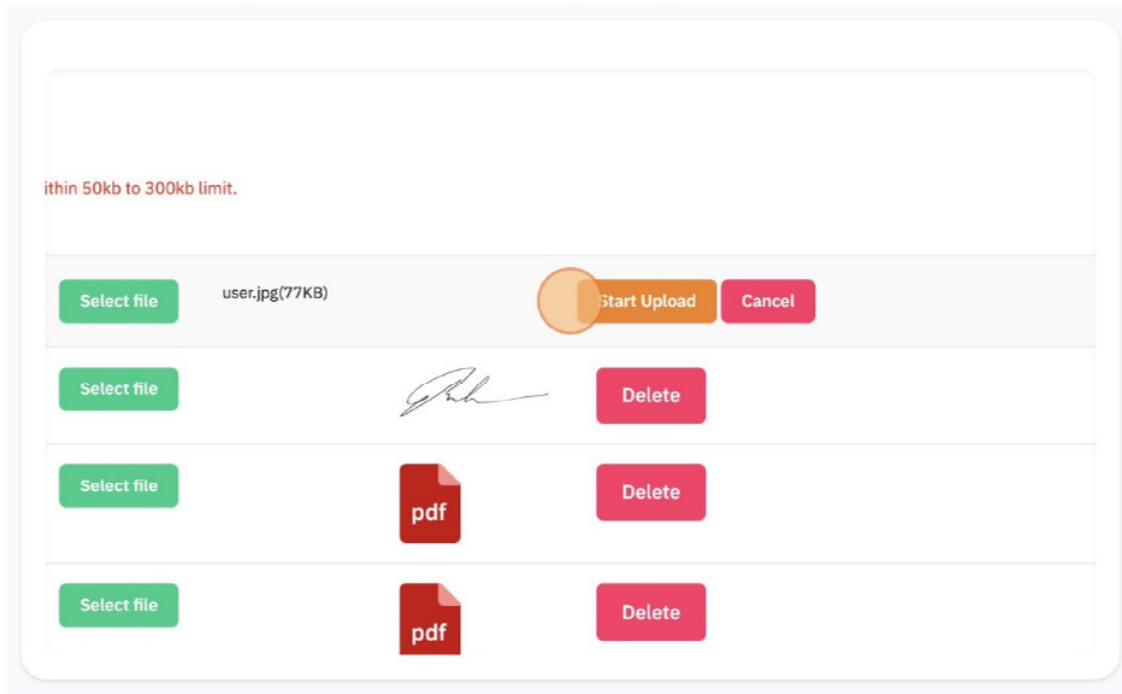 ithin 50kb to 300kb limit.
Select file user.jpg(77KB) Start Upload Cancel
Select file Delete
Select file pdf Delete
Select file pdf Delete